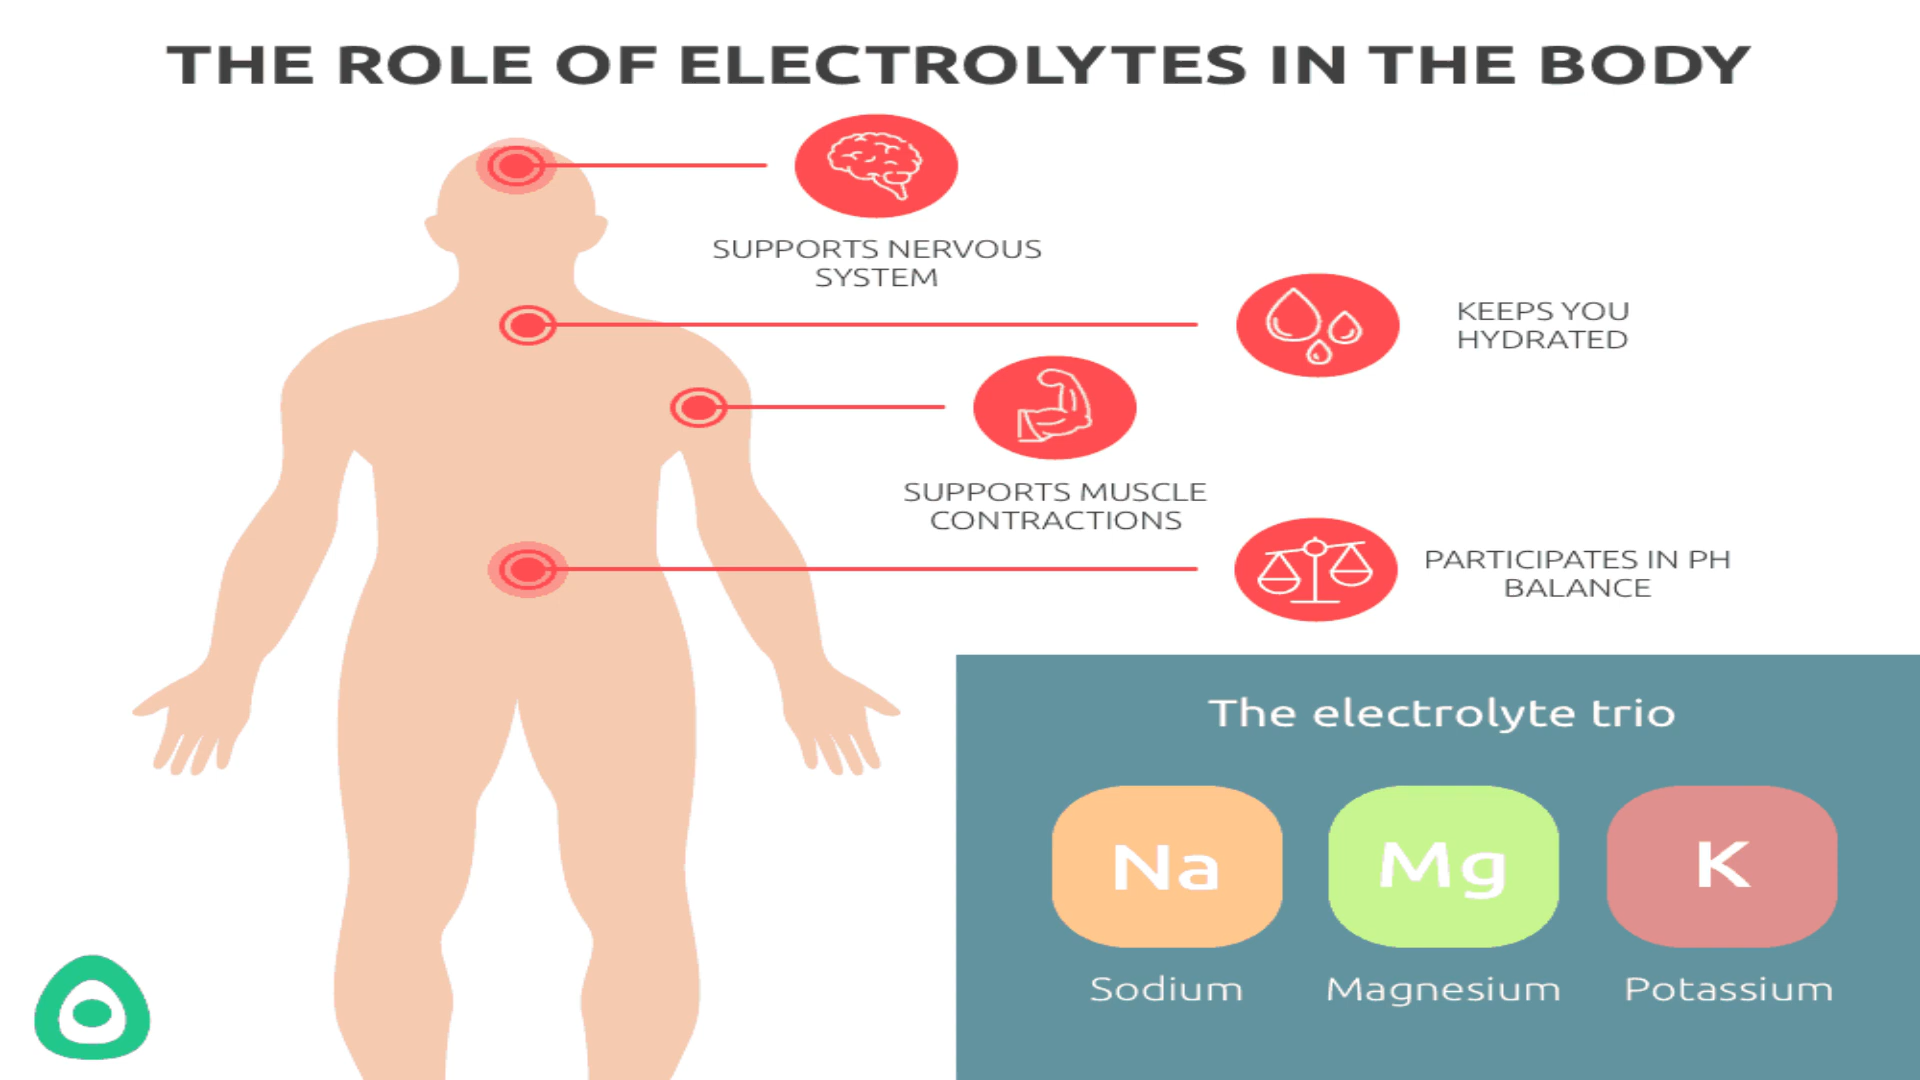 THE ROLE OF ELECTROLYTES IN THE BODY
SUPPORTS NERVOUS
SYSTEM
KEEPS YOU
HYDRATED
SUPPORTS MUSCLE
CONTRACTIONS
PARTICIPATES IN PH
BALANCE
The electrolyte trio
Na Mg K
Sodium Magnesium Potassium